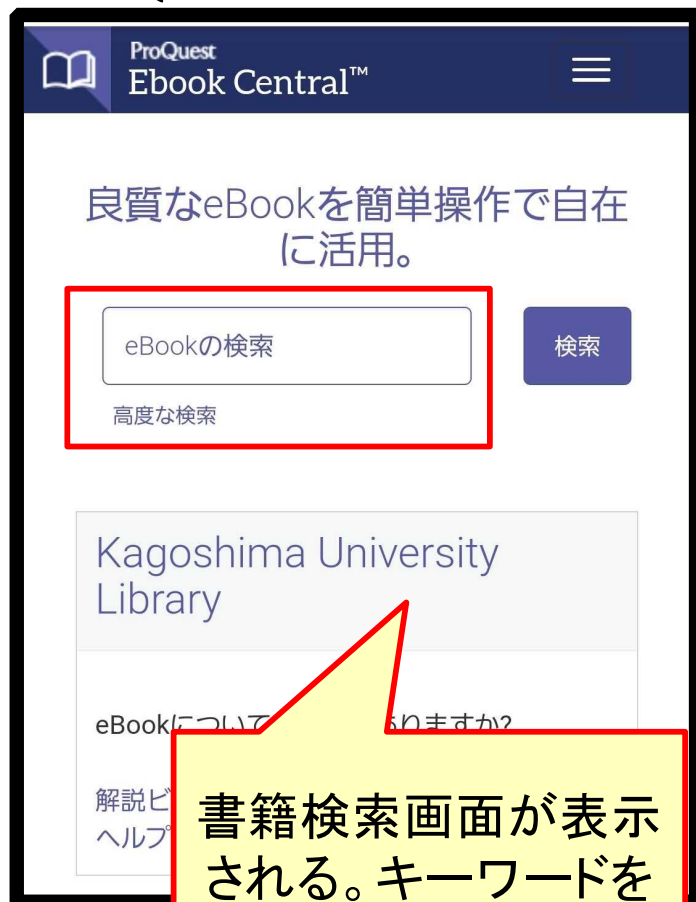 ProQuest
Ebook Central™
良質なeBookを簡単操作で自在
に活用。
eBookの検索
検索
高度な検索
Kagoshima University
Library
eBookについて ありますか?
解説ビ
ヘルプ
書籍検索画面が表示
される。キーワードを